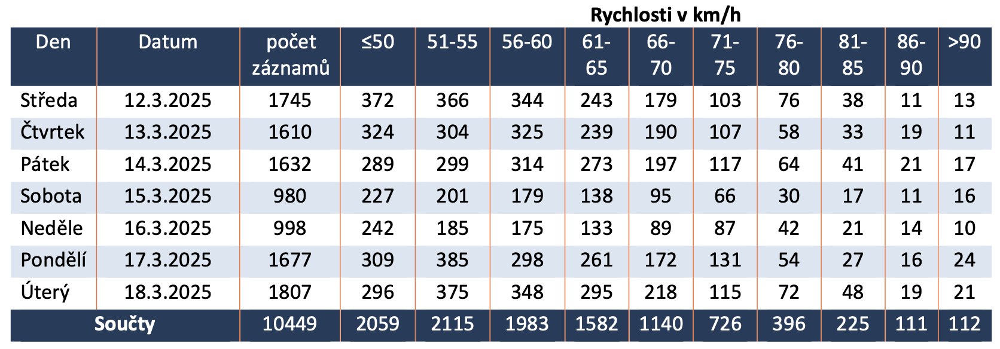 Rychlosti v km/h
Den Datum počet záznamů ≤50 51-55 56-60 61-65 66-70 71-75 76-80 81-85 86-90 >90
Středa 12.3.2025 1745 372 366 344 243 179 103 76 38 11 13
Čtvrtek 13.3.2025 1610 324 304 325 239 190 107 58 33 19 11
Pátek 14.3.2025 1632 289 299 314 273 197 117 64 41 21 17
Sobota 15.3.2025 980 227 201 179 138 95 66 30 17 11 16
Neděle 16.3.2025 998 242 185 175 133 89 87 42 21 14 10
Pondělí 17.3.2025 1677 309 385 298 261 172 131 54 27 16 24
Úterý 18.3.2025 1807 296 375 348 295 218 115 72 48 19 21
Součty 10449 2059 2115 1983 1582 1140 726 396 225 111 112